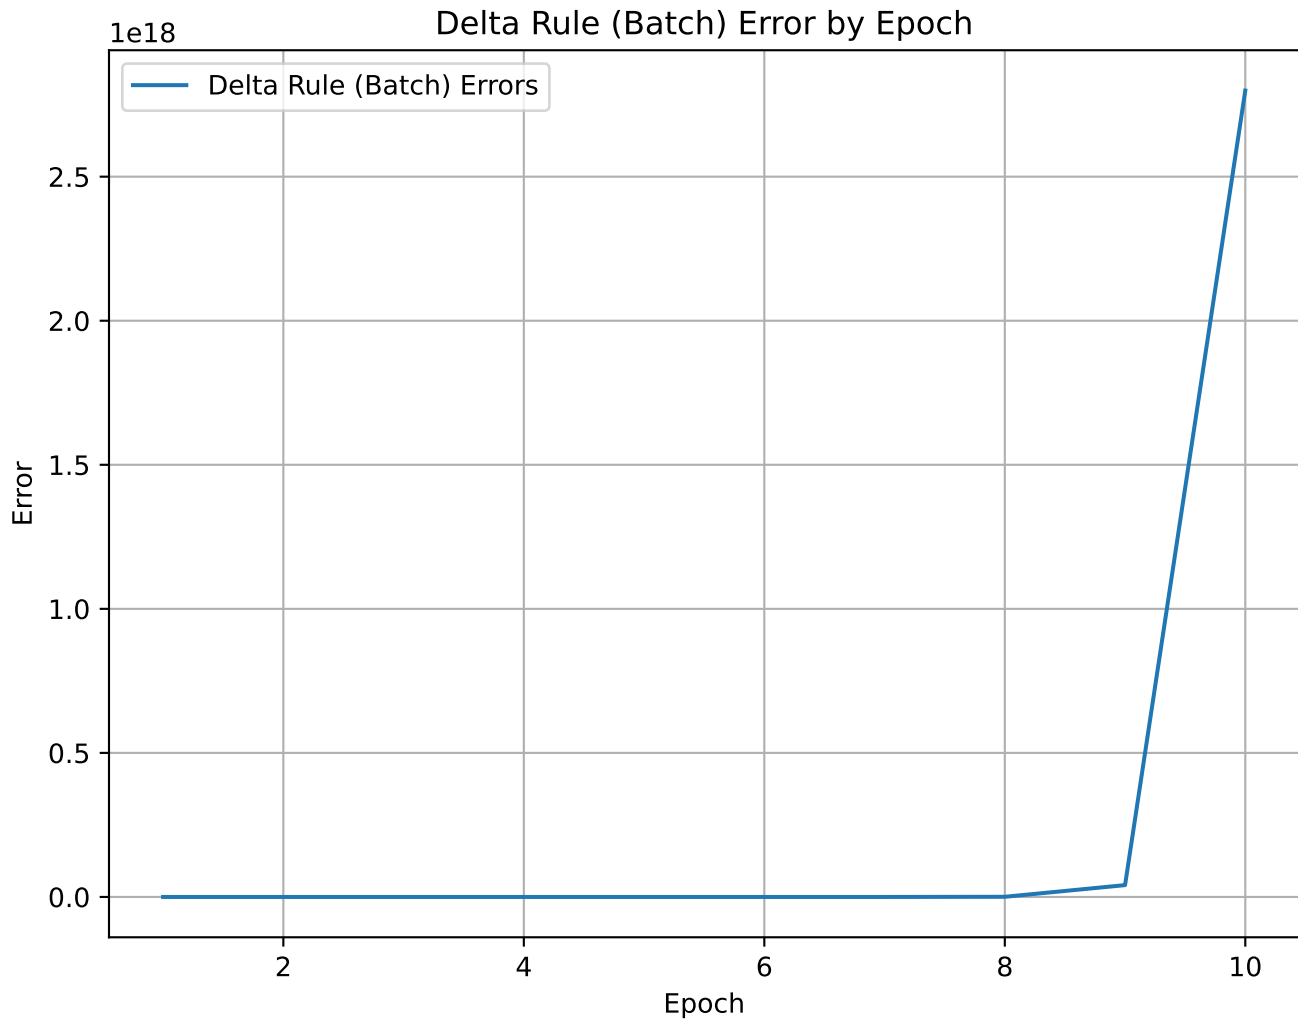 Delta Rule (Batch) Error by Epoch
1e18
Delta Rule (Batch) Errors
2.5
2.0
1.5
1.0
0.5
0.0
Error
2 4 6 8 10
Epoch